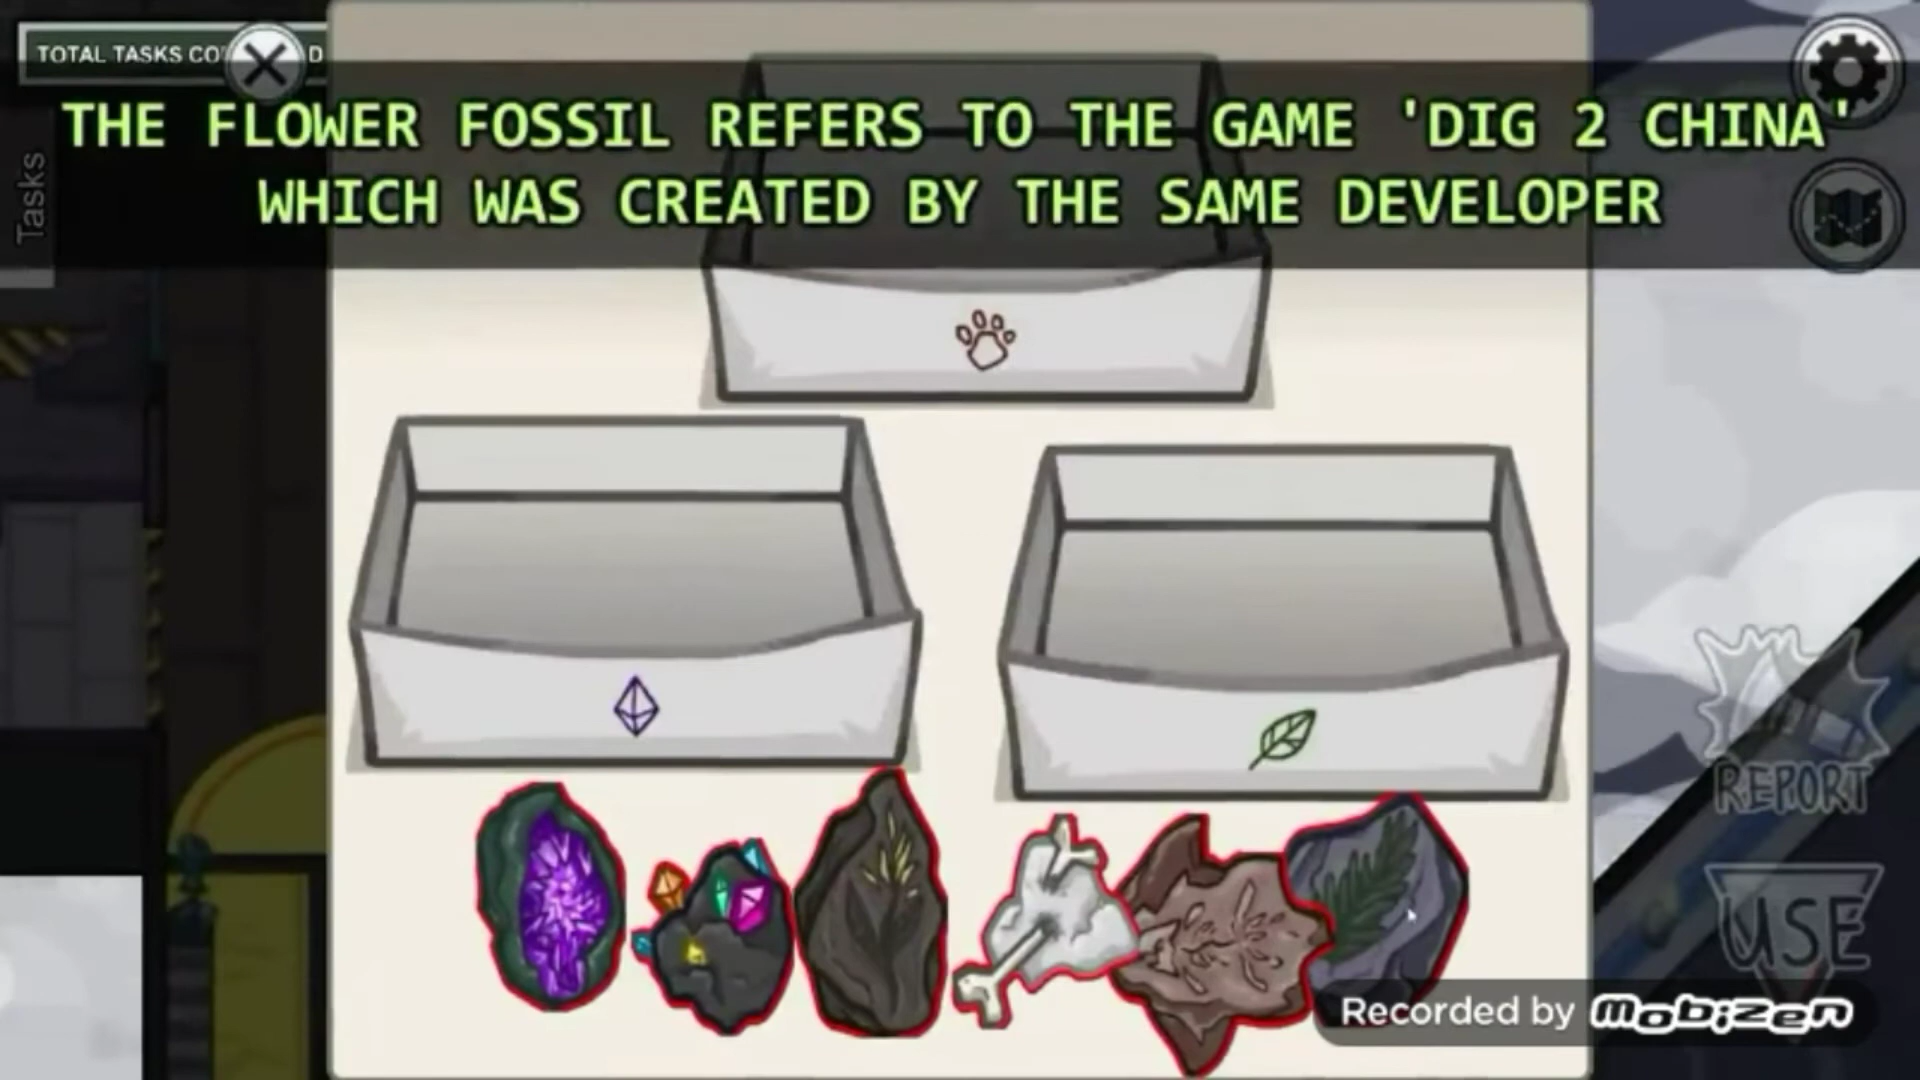 TOTAL TASKS CO D
THE FLOWER FOSSIL REFERS TO THE GAME 'DIG 2 CHINA'
WHICH WAS CREATED BY THE SAME DEVELOPER
Tasks
REPORT
USE
Recorded by mobizen